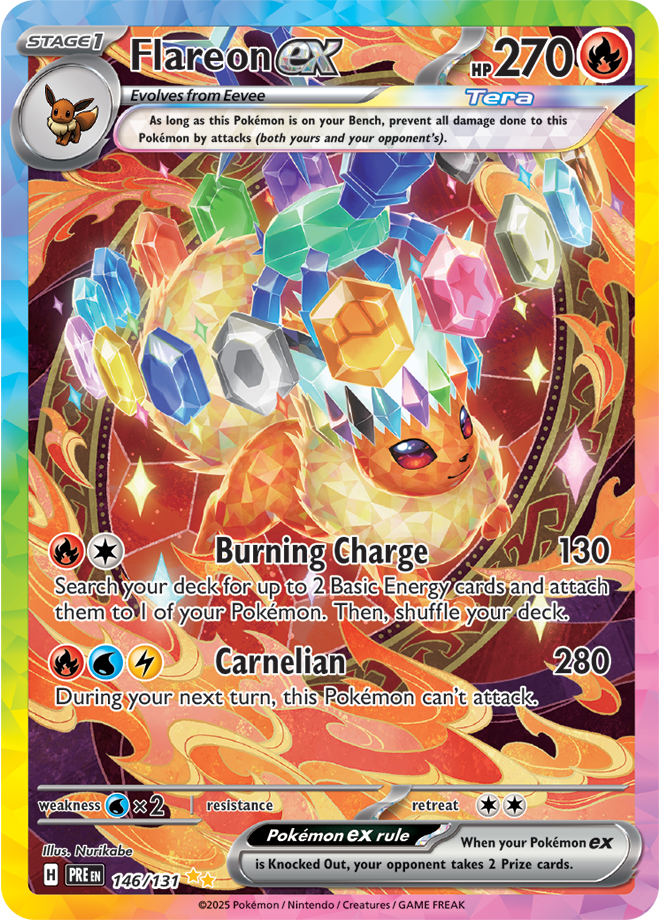 STAGE 1 Flareon ex HP 270
Evolves from Eevee Tera
As long as this Pokémon is on your Bench, prevent all damage done to this
Pokémon by attacks (both yours and your opponent's).
Burning Charge 130
Search your deck for up to 2 Basic Energy cards and attach
them to 1 of your Pokémon. Then, shuffle your deck.
Carnelian 280
During your next turn, this Pokémon can't attack.
weakness ×2 resistance retreat
Pokémon ex rule When your Pokémon ex
is Knocked Out, your opponent takes 2 Prize cards.
Illus. Nurikabe
H PRE EN 146/131
©2025 Pokémon / Nintendo / Creatures / GAME FREAK